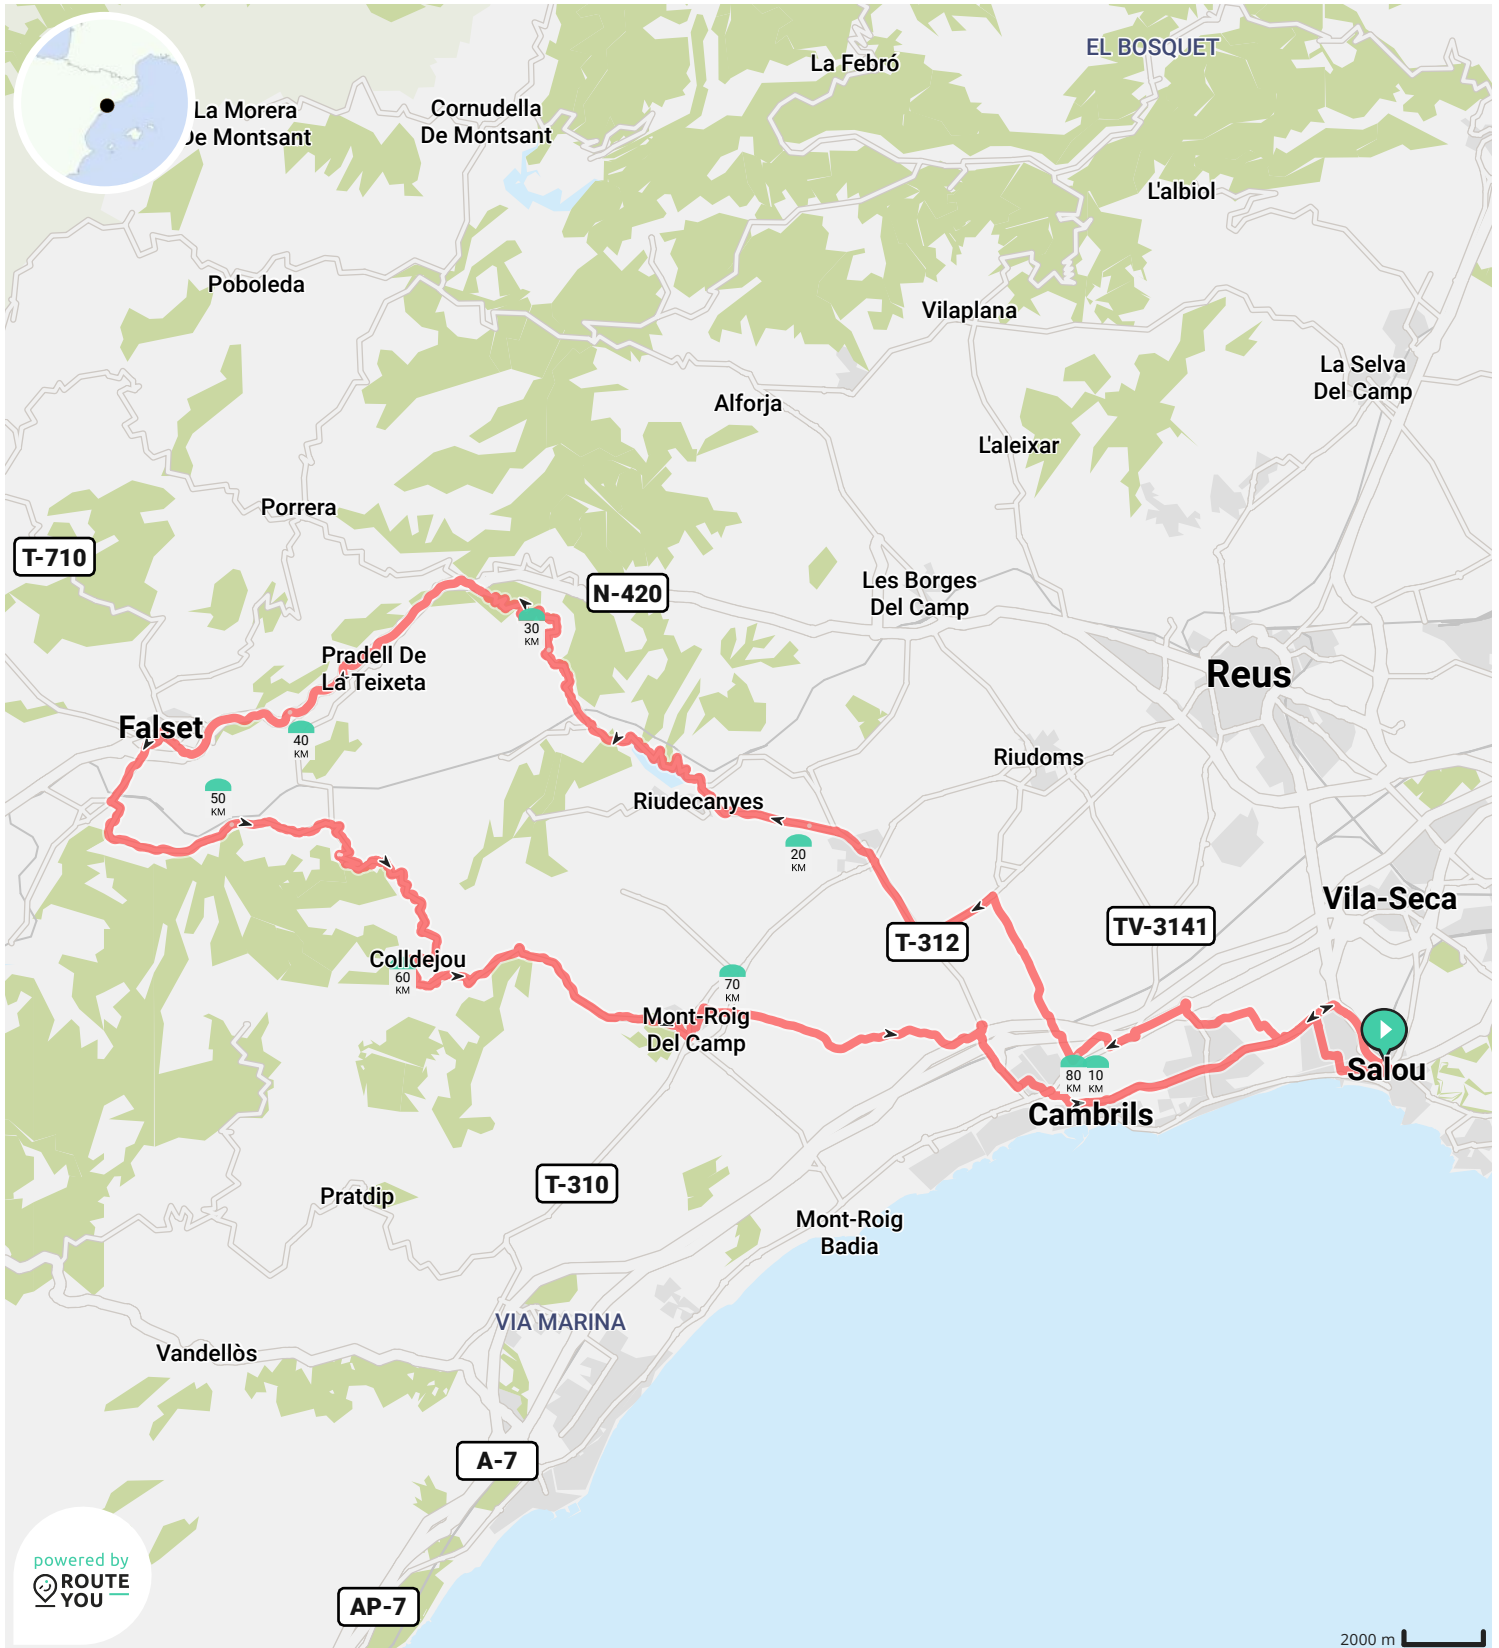 EL BOSQUET
La Febró
La Morera
De Montsant
Cornudella
De Montsant
L'albiol
Poboleda
Vilaplana
La Selva
Del Camp
Alforja
L'aleixar
Porrera
T-710
N-420
Les Borges
Del Camp
30
KM
Pradell De
La Teixeta
Reus
Falset
40
KM
Riudoms
50
KM
Riudecanyes
20
KM
Vila-Seca
TV-3141
T-312
Colldejou
60
KM
70
KM
Mont-Roig
Del Camp
80
KM
10
KM
Salou
Cambrils
T-310
Pratdip
Mont-Roig
Badia
VIA MARINA
Vandellòs
A-7
powered by
ROUTE
YOU
AP-7
2000 m